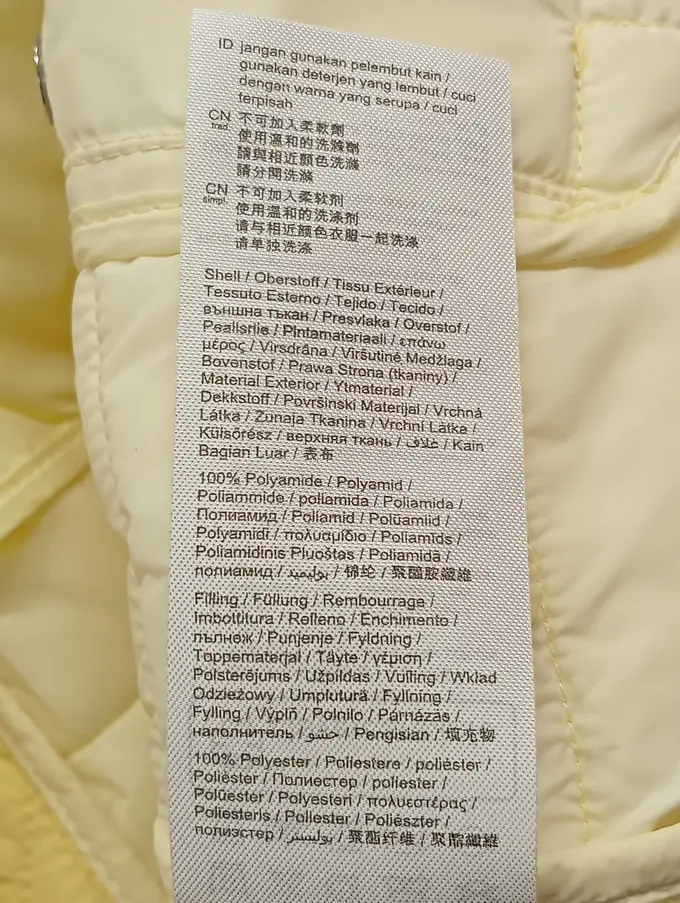 ID jangan gunakan pelembut kain /
gunakan deterjen yang lembut / cuci
dengan warna yang serupa / cuci
terpisah
CN trad. 不可加入柔軟劑
使用溫和的洗滌劑
請與相近顏色洗滌
請分開洗滌
CN simpl. 不可加入柔软剂
使用温和的洗涤剂
请与相近颜色衣服一起洗涤
请单独洗涤
Shell / Oberstoff / Tissu Extérieur /
Tessuto Esterno / Tejido / Tecido /
външна тъкан / Presvlaka / Overstof /
Pealisriie / Pintamateriaali / επάνω
μέρος / Virsdrāna / Viršutinė Medžiaga /
Bovenstof / Prawa Strona (tkaniny) /
Material Exterior / Ytmaterial /
Dekkstoff / Površinski Materijal / Vrchná
Látka / Zunaja Tkanina / Vrchní Látka /
Külsőrész / верхняя ткань / غلاف / Kain
Bagian Luar / 表布
100% Polyamide / Polyamid /
Poliammide / poliamida / Poliamida /
Полиамид / Poliamid / Polüamiid /
Polyamidi / πολυαμίδιο / Poliamīds /
Poliamidinis Pluoštas / Poliamidă /
полиамид / بوليميد / 锦纶 / 聚醯胺纖維
Filling / Füllung / Rembourrage /
Imbottitura / Relleno / Enchimento /
пълнеж / Punjenje / Fyldning /
Toppematerjal / Täyte / γέμιση /
Polsterējums / Užpildas / Vulling / Wkład
Odzieżowy / Umplutură / Fyllning /
Fylling / Výplň / Polnilo / Párnázás /
наполнитель / حشو / Pengisian / 填充物
100% Polyester / Poliestere / poliéster /
Poliéster / Полиестер / poliester /
Polüester / Polyesteri / πολυεστέρας /
Poliesteris / Poliester / Poliészter /
полиэстер / بوليستر / 聚酯纤维 / 聚酯纖維